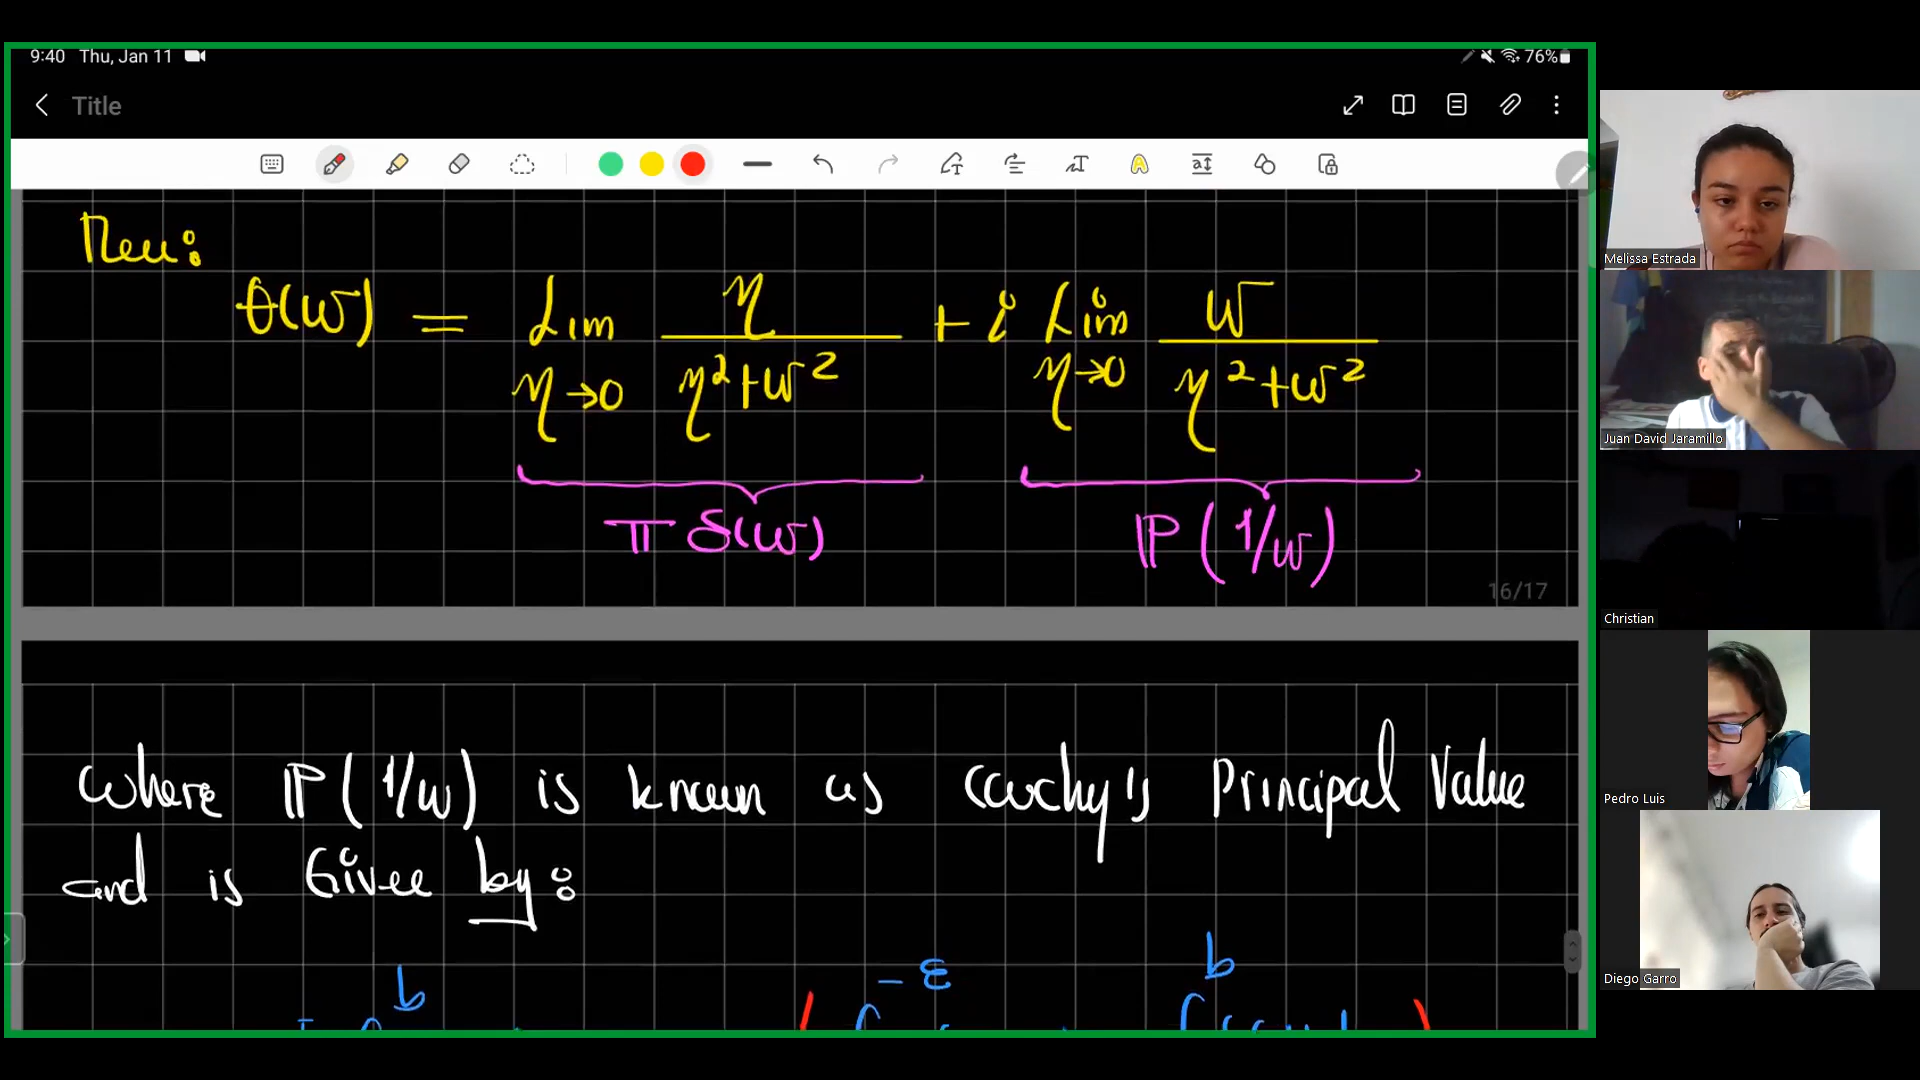 9:40 Thu, Jan 11 76%
Title
Then:
θ(ω) = Lim η→0 η/(η²+ω²) + i Lim η→0 ω/(η²+ω²)
π δ(ω) ℙ(1/ω)
16/17
where ℙ(1/ω) is known as Cauchy's Principal Value
and is Given by:
b -ε b
Melissa Estrada
Juan David Jaramillo
Christian
Pedro Luis
Diego Garro